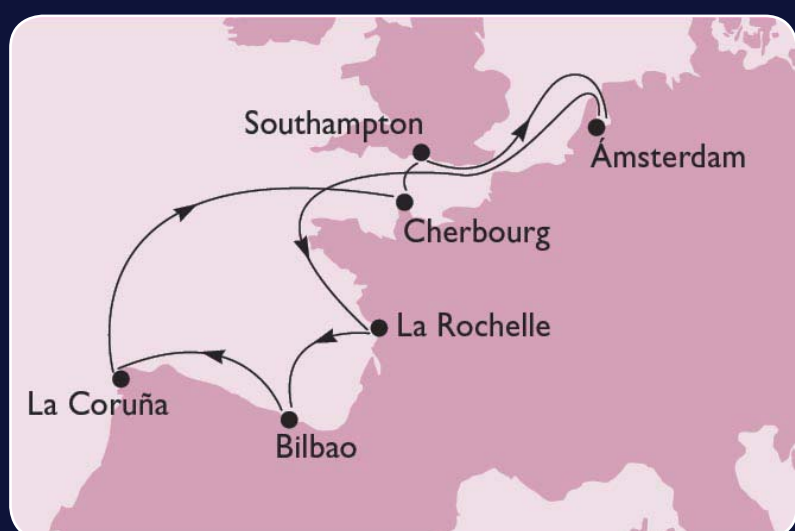 Southampton
Ámsterdam
Cherbourg
La Rochelle
La Coruña
Bilbao